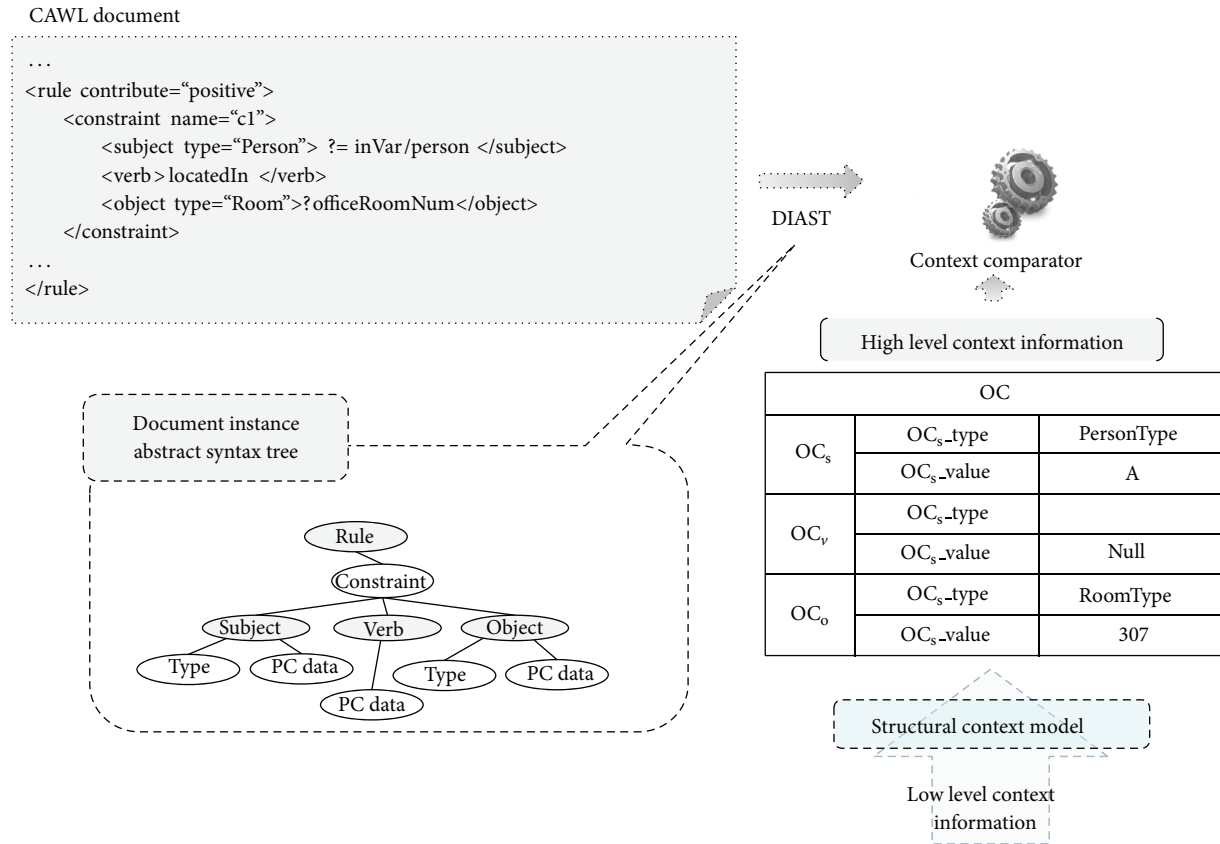 CAWL document
...
<rule contribute=“positive”>
<constraint name=“c1”>
<subject type=“Person”> ?= inVar/person </subject>
<verb> locatedIn </verb>
<object type=“Room”>?officeRoomNum</object>
</constraint>
...
</rule>
DIAST
Context comparator
High level context information
OC
OCs OCs_type PersonType
OCs_value A
OCv OCs_type
OCs_value Null
OCo OCs_type RoomType
OCs_value 307
Structural context model
Low level context
information
Document instance
abstract syntax tree
Rule
Constraint
Subject Verb Object
Type PC data Type PC data
PC data